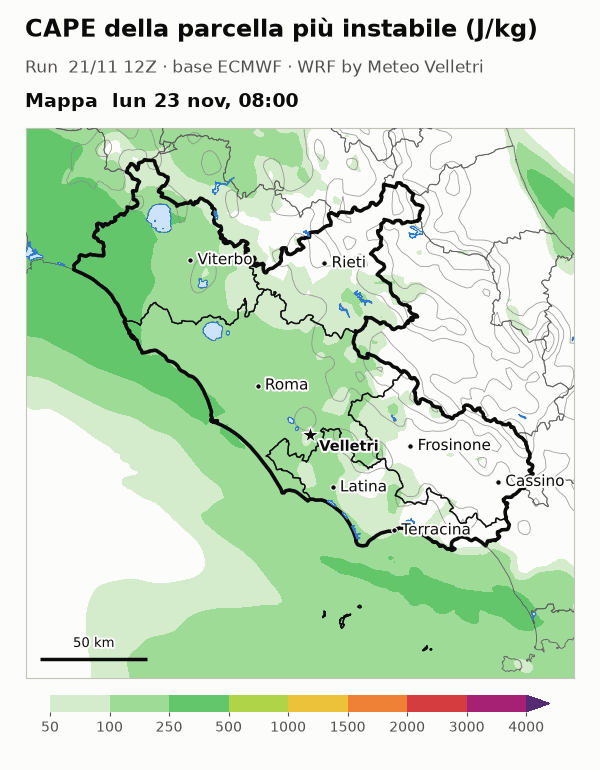 CAPE della parcella più instabile (J/kg)
Run 21/11 12Z · base ECMWF · WRF by Meteo Velletri
Mappa lun 23 nov, 08:00
Viterbo
Rieti
Roma
Velletri
Frosinone
Latina
Cassino
Terracina
50 km
50 100 250 500 1000 1500 2000 3000 4000